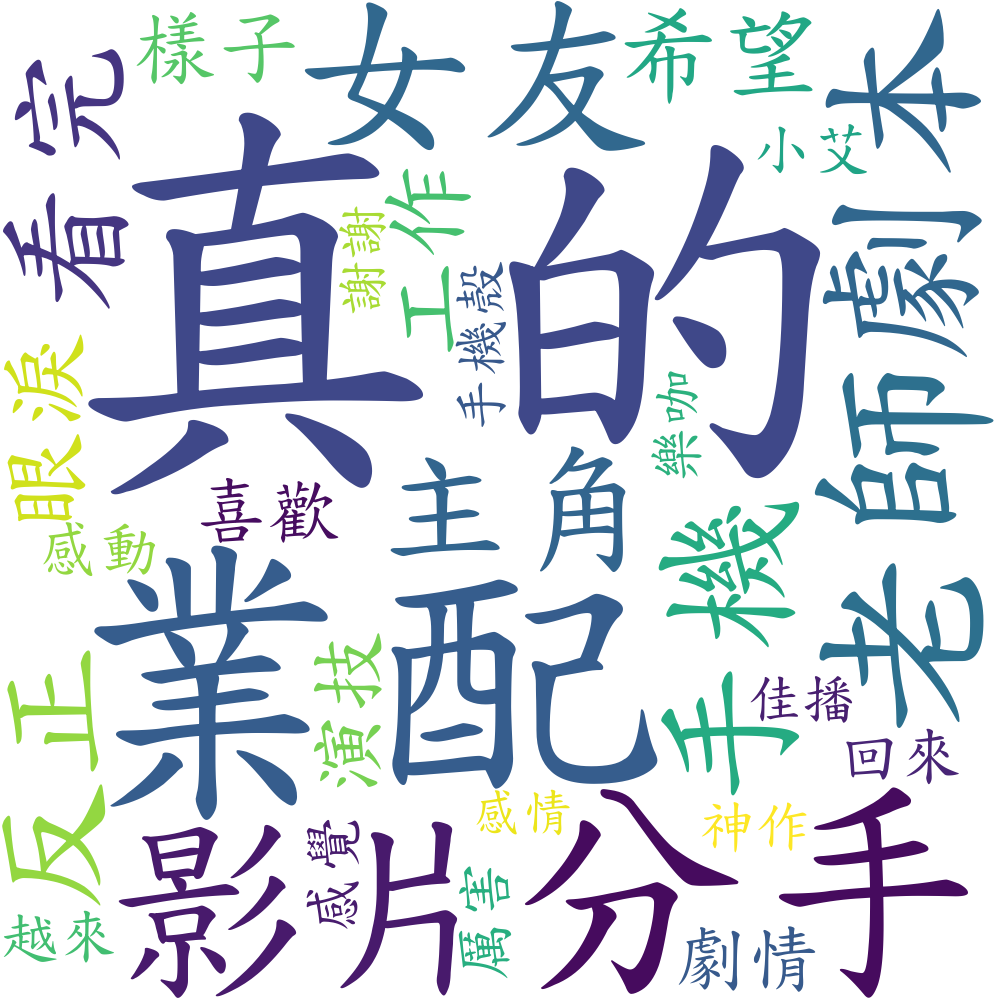 樣子
女友
希望
看完
劇本
小艾
真的
工作
謝謝
手機殼
眼淚
老師
樂咖
喜歡
主角
感動
手機
業配
反正
演技
佳播
回來
影片
分手
感情
神作
感覺
厲害
越來
劇情